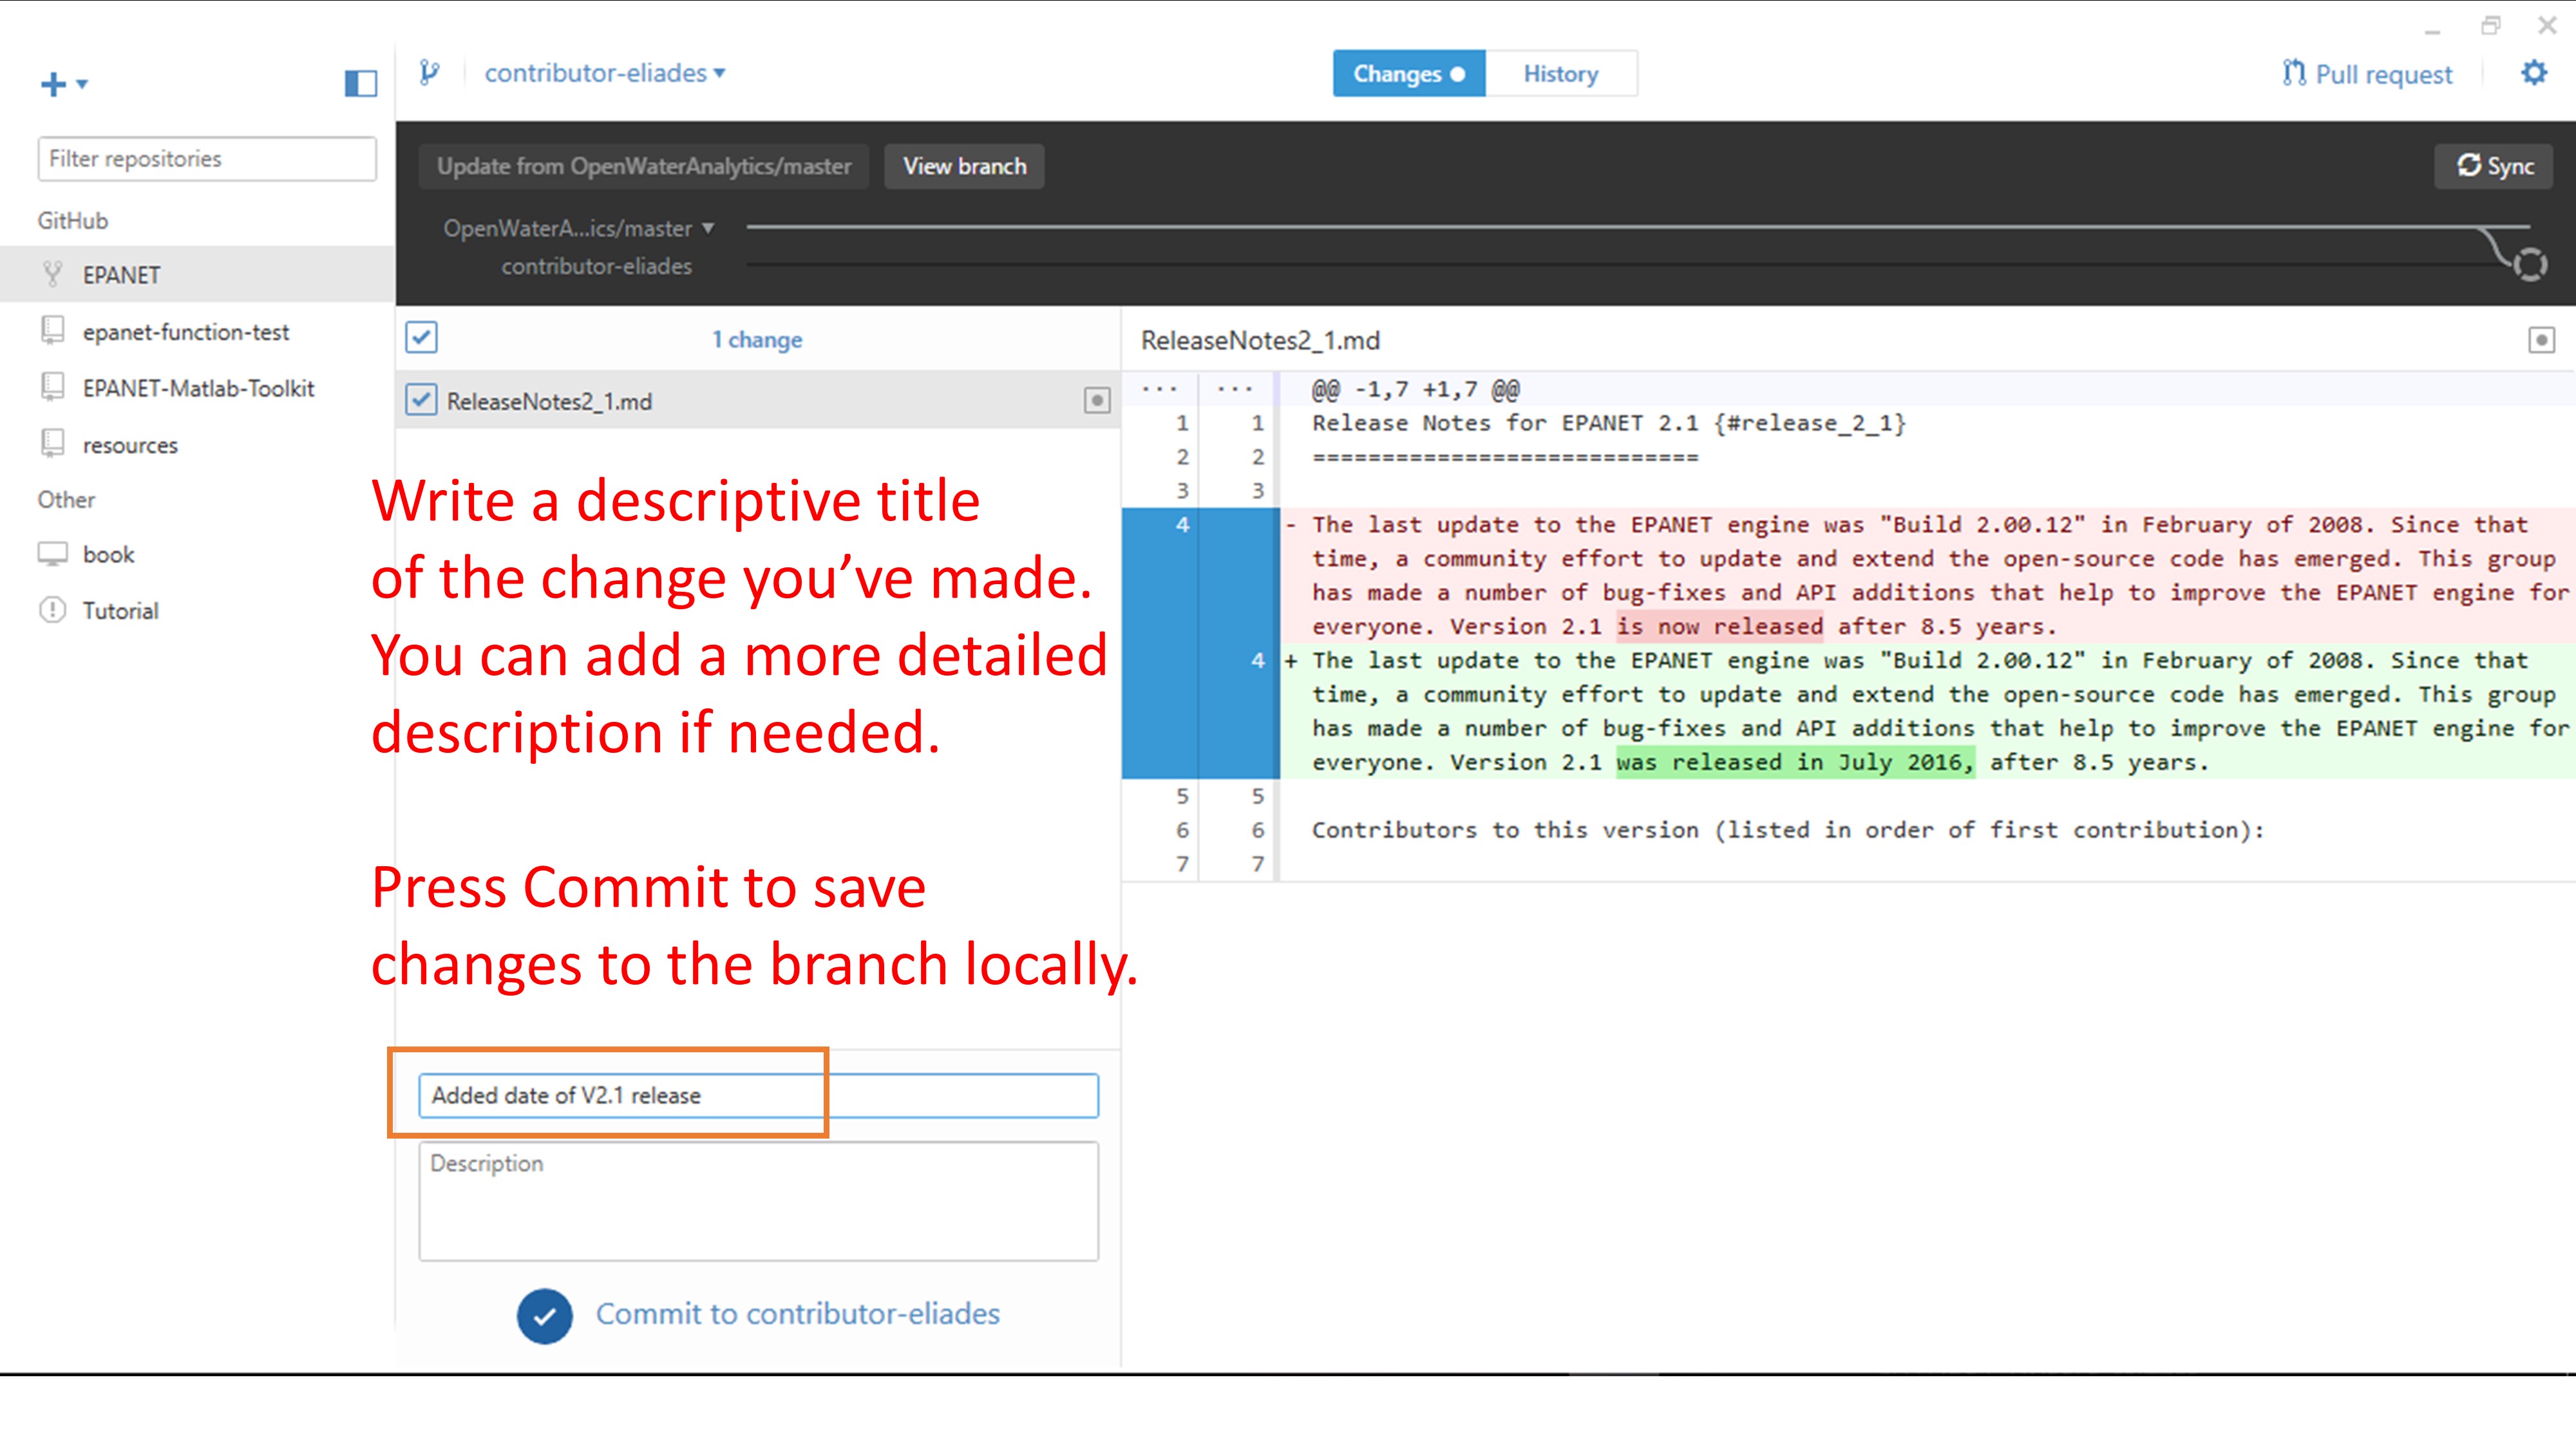 contributor-eliades
Changes
History
Pull request
Filter repositories
Update from OpenWaterAnalytics/master
View branch
Sync
GitHub
OpenWaterA...ics/master
contributor-eliades
EPANET
epanet-function-test
EPANET-Matlab-Toolkit
resources
Other
book
Tutorial
1 change
ReleaseNotes2_1.md
Write a descriptive title
of the change you’ve made.
You can add a more detailed
description if needed.
Press Commit to save
changes to the branch locally.
Added date of V2.1 release
Description
Commit to contributor-eliades
ReleaseNotes2_1.md
... ... @@ -1,7 +1,7 @@
1 1 Release Notes for EPANET 2.1 {#release_2_1}
2 2 ============================
3 3
4 - The last update to the EPANET engine was "Build 2.00.12" in February of 2008. Since that
time, a community effort to update and extend the open-source code has emerged. This group
has made a number of bug-fixes and API additions that help to improve the EPANET engine for
everyone. Version 2.1 is now released after 8.5 years.
4 + The last update to the EPANET engine was "Build 2.00.12" in February of 2008. Since that
time, a community effort to update and extend the open-source code has emerged. This group
has made a number of bug-fixes and API additions that help to improve the EPANET engine for
everyone. Version 2.1 was released in July 2016, after 8.5 years.
5 5
6 6 Contributors to this version (listed in order of first contribution):
7 7